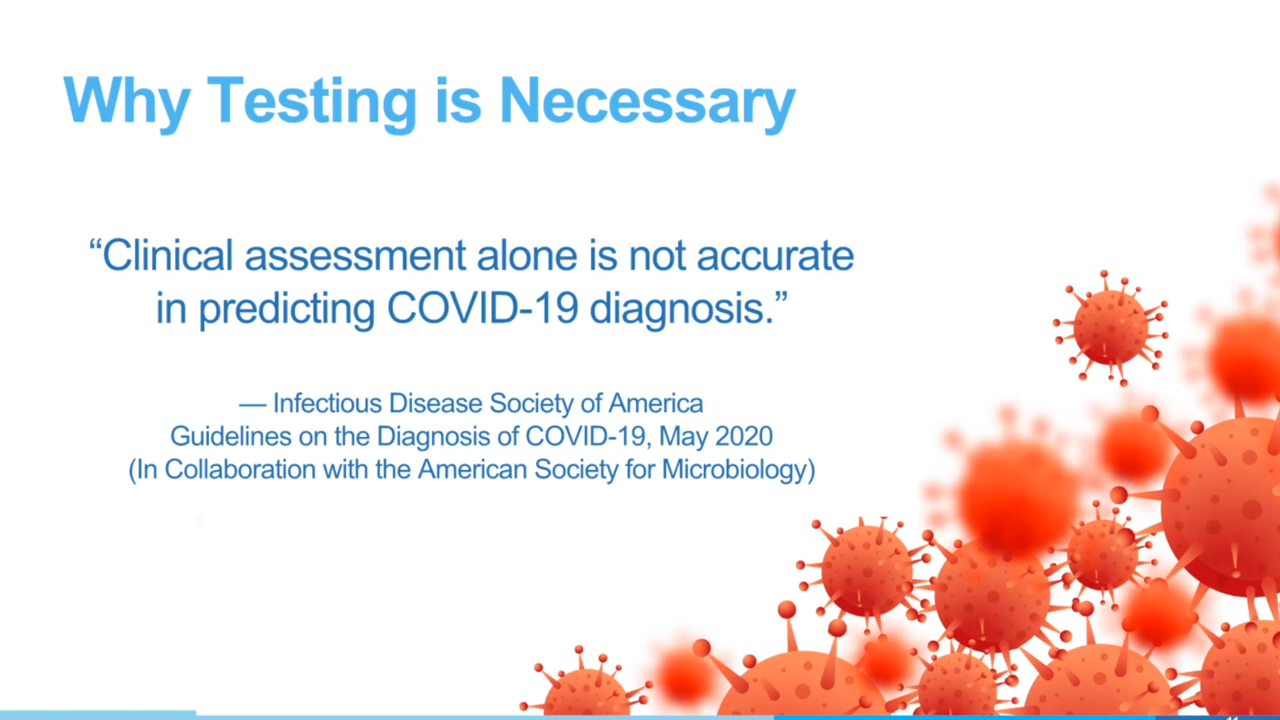 Why Testing is Necessary
“Clinical assessment alone is not accurate
in predicting COVID-19 diagnosis.”
— Infectious Disease Society of America
Guidelines on the Diagnosis of COVID-19, May 2020
(In Collaboration with the American Society for Microbiology)